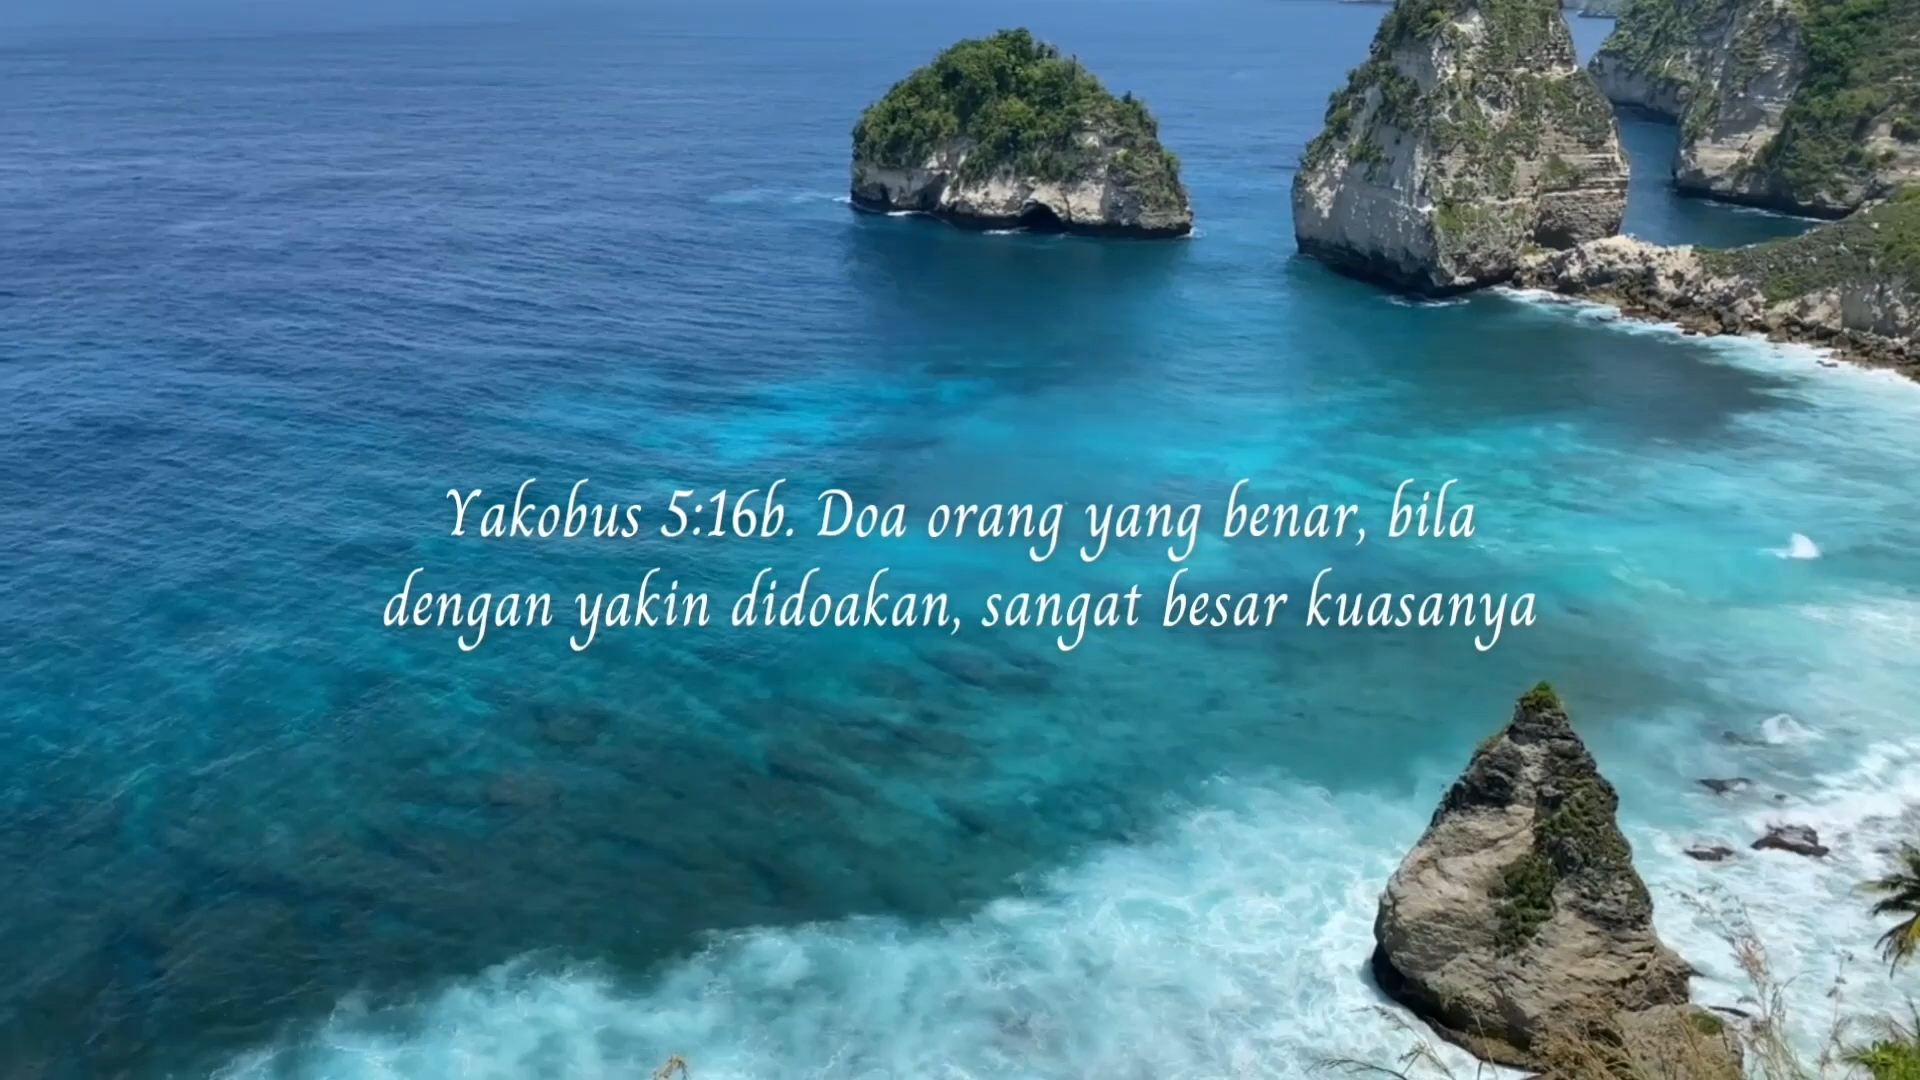 Yakobus 5:16b. Doa orang yang benar, bila
dengan yakin didoakan, sangat besar kuasanya